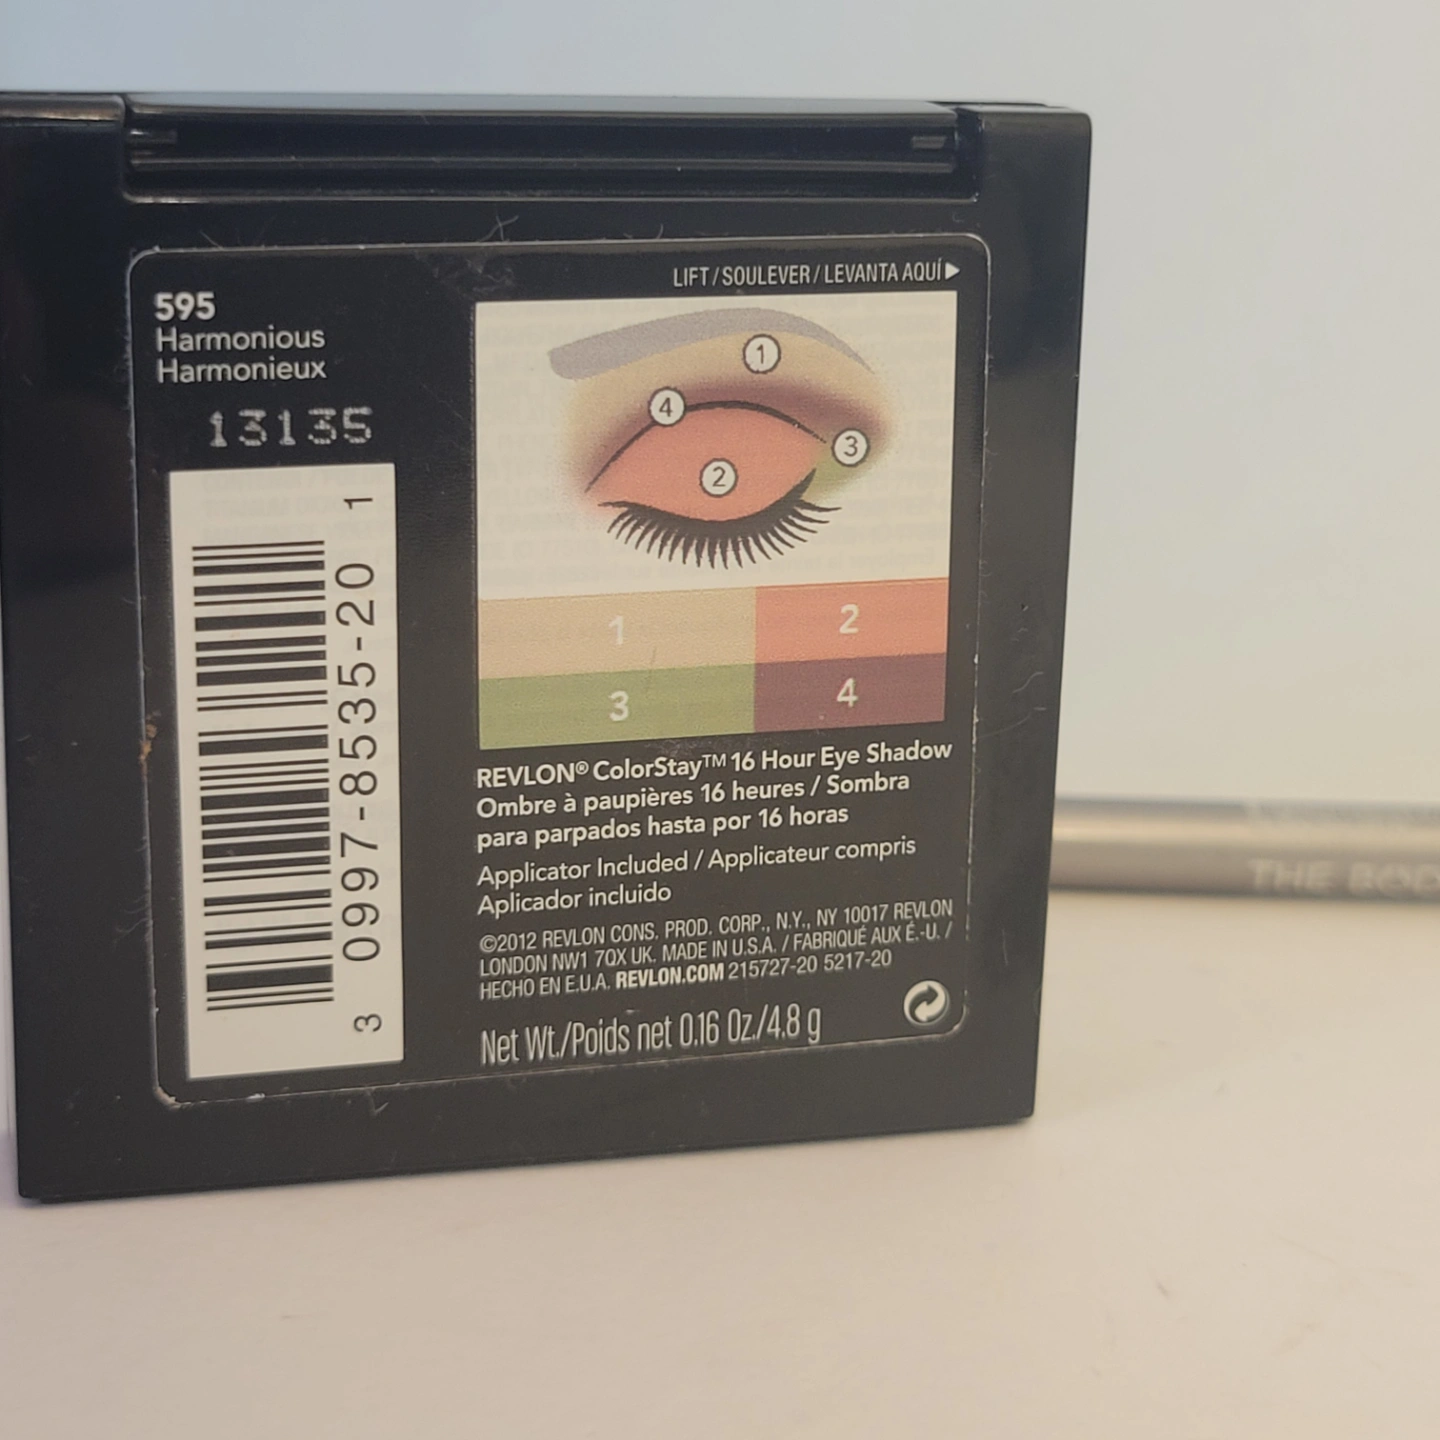 LIFT / SOULEVER / LEVANTA AQUÍ
595
Harmonious
Harmonieux
13135
3 0997-8535-20 1
1
4
3
2
1
2
3
4
REVLON® ColorStay™ 16 Hour Eye Shadow
Ombre à paupières 16 heures / Sombra
para parpados hasta por 16 horas
Applicator Included / Applicateur compris
Aplicador incluido
©2012 REVLON CONS. PROD. CORP., N.Y., NY 10017 REVLON
LONDON NW1 7QX UK. MADE IN U.S.A. / FABRIQUÉ AUX É.-U. /
HECHO EN E.U.A. REVLON.COM 215727-20 5217-20
Net Wt./Poids net 0.16 Oz./4.8 g
THE BOD